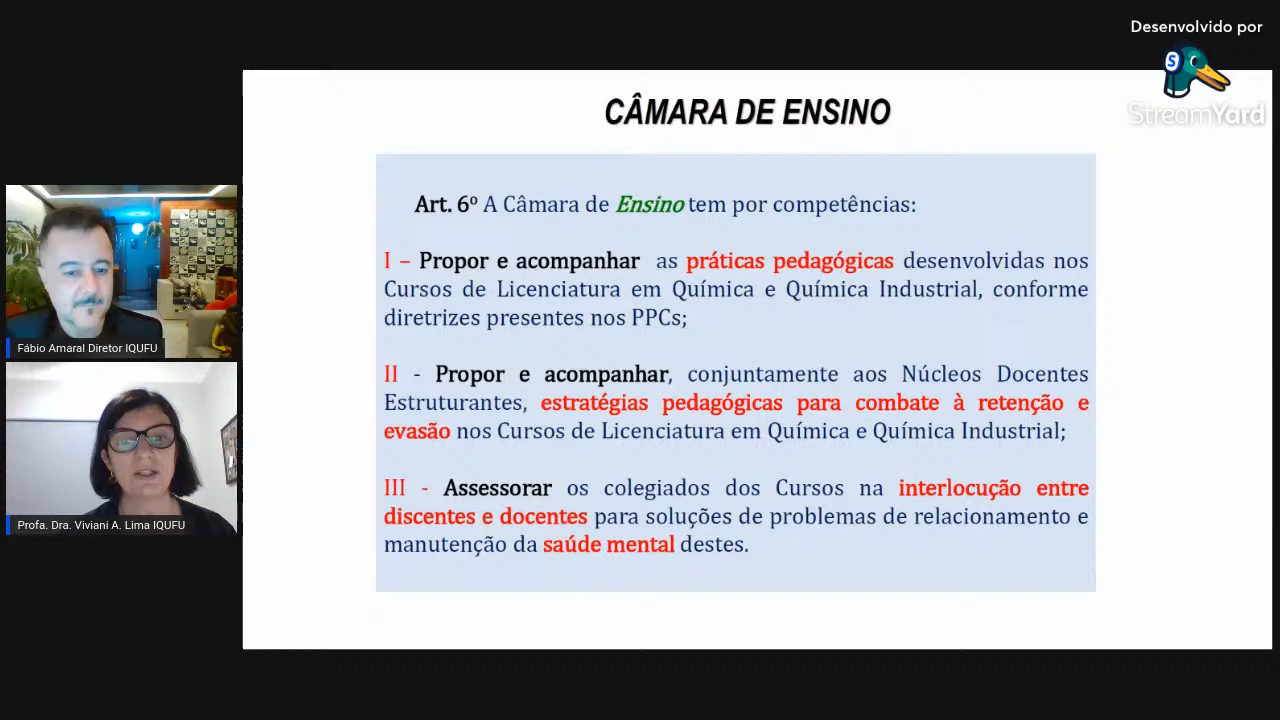 Desenvolvido por
StreamYard
CÂMARA DE ENSINO
Art. 6º A Câmara de Ensino tem por competências:
I – Propor e acompanhar as práticas pedagógicas desenvolvidas nos
Cursos de Licenciatura em Química e Química Industrial, conforme
diretrizes presentes nos PPCs;
II - Propor e acompanhar, conjuntamente aos Núcleos Docentes
Estruturantes, estratégias pedagógicas para combate à retenção e
evasão nos Cursos de Licenciatura em Química e Química Industrial;
III - Assessorar os colegiados dos Cursos na interlocução entre
discentes e docentes para soluções de problemas de relacionamento e
manutenção da saúde mental destes.
Fábio Amaral Diretor IQUFU
Profa. Dra. Viviani A. Lima IQUFU